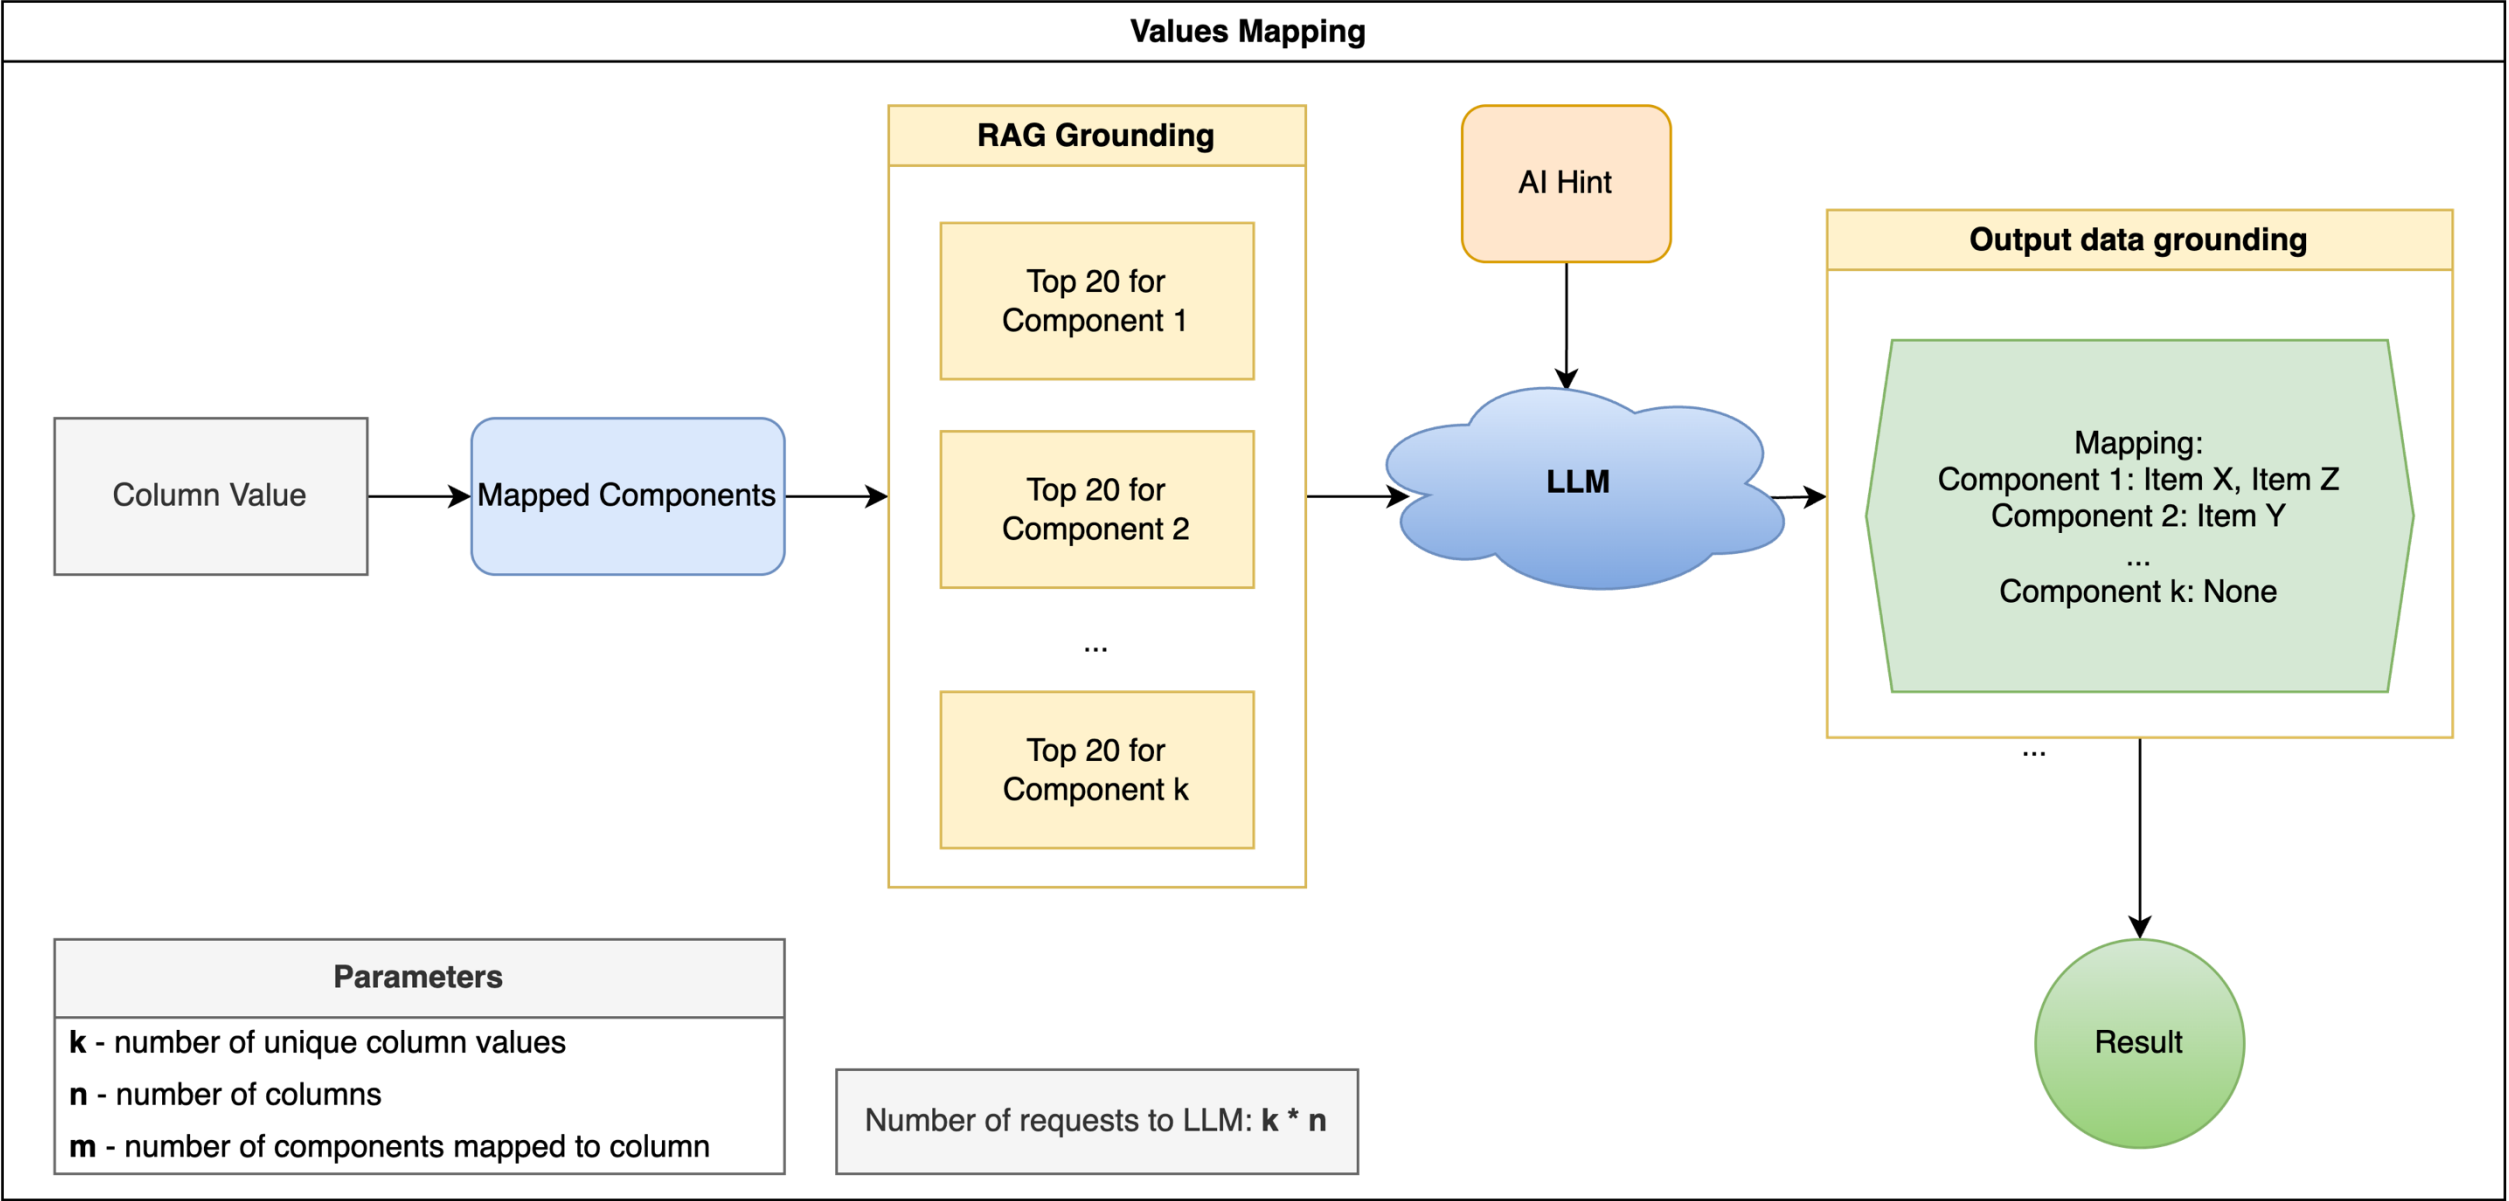 Values Mapping
RAG Grounding
Top 20 for
Component 1
Top 20 for
Component 2
...
Top 20 for
Component k
AI Hint
Column Value
Mapped Components
LLM
Output data grounding
Mapping:
Component 1: Item X, Item Z
Component 2: Item Y
...
Component k: None
...
Result
Parameters
k - number of unique column values
n - number of columns
m - number of components mapped to column
Number of requests to LLM: k * n